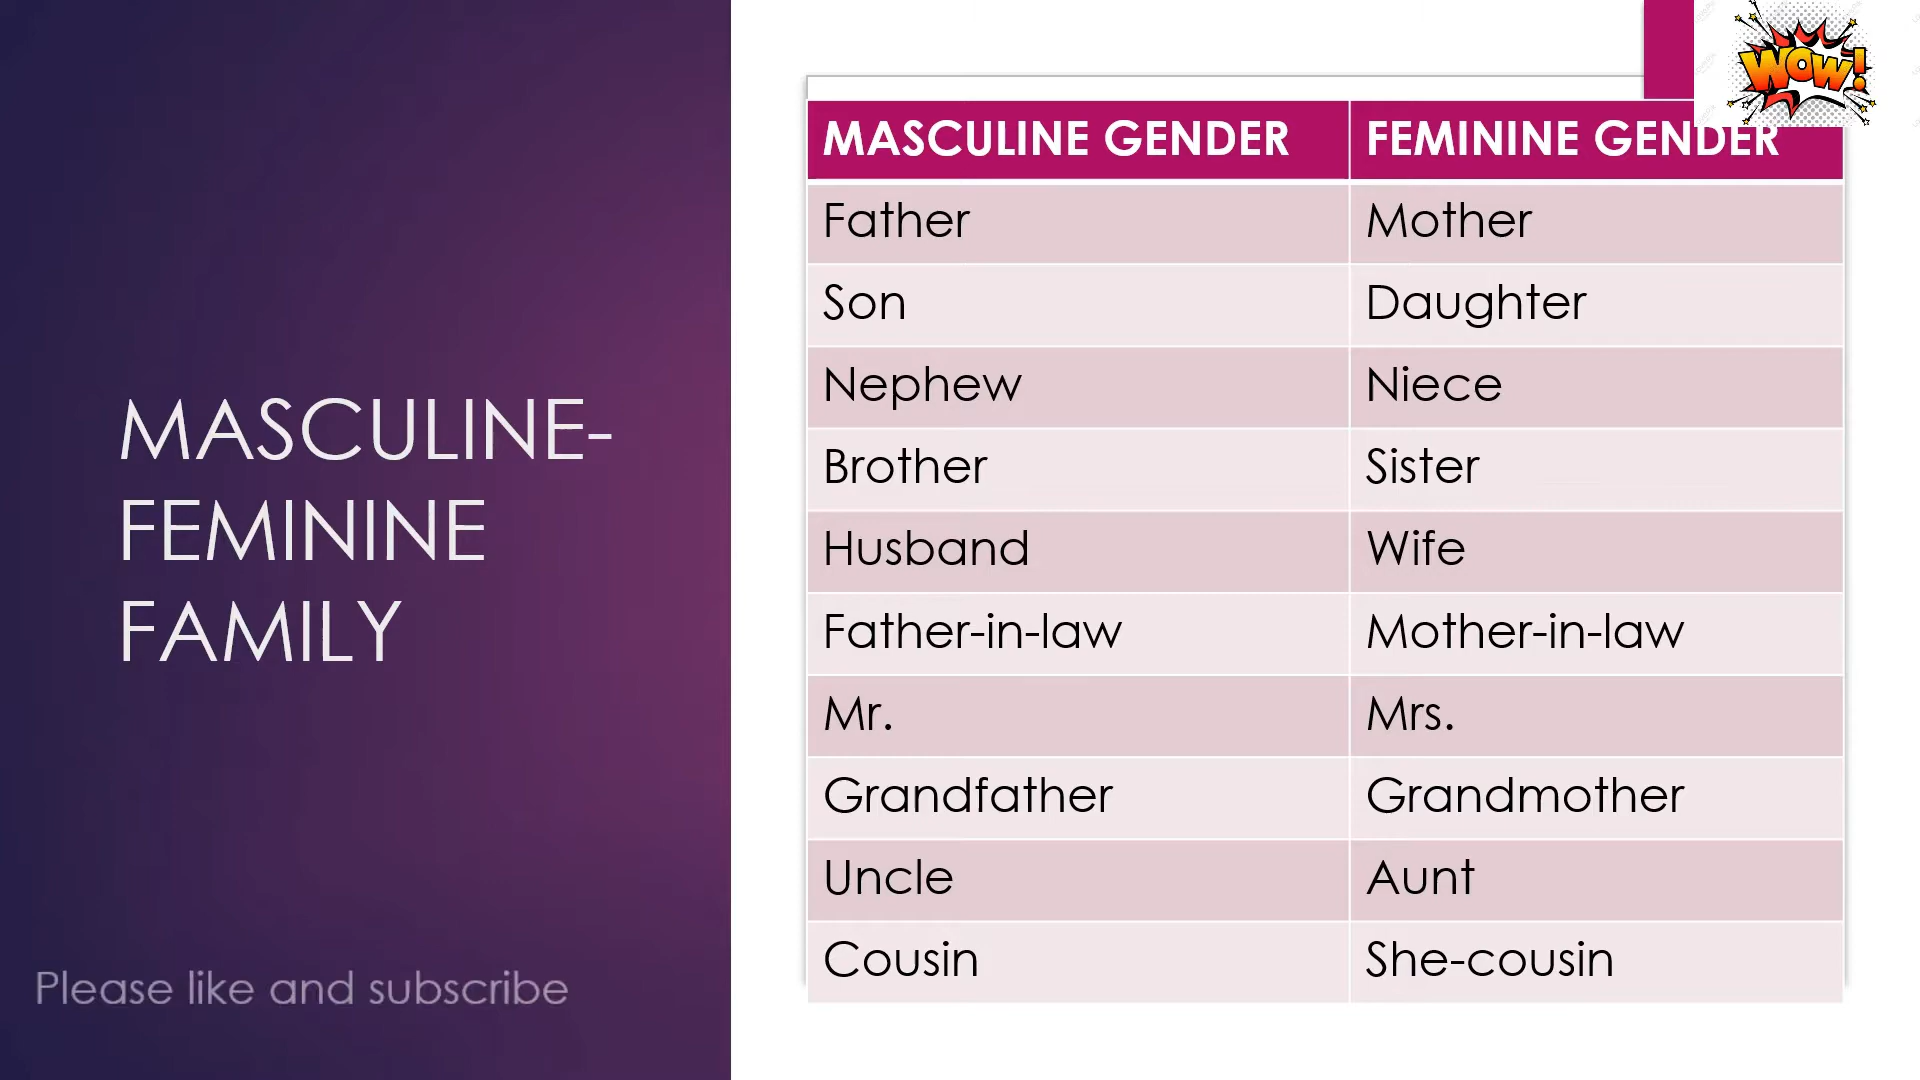 MASCULINE-
FEMININE
FAMILY
Please like and subscribe
WOW!
MASCULINE GENDER FEMININE GENDER
Father Mother
Son Daughter
Nephew Niece
Brother Sister
Husband Wife
Father-in-law Mother-in-law
Mr. Mrs.
Grandfather Grandmother
Uncle Aunt
Cousin She-cousin